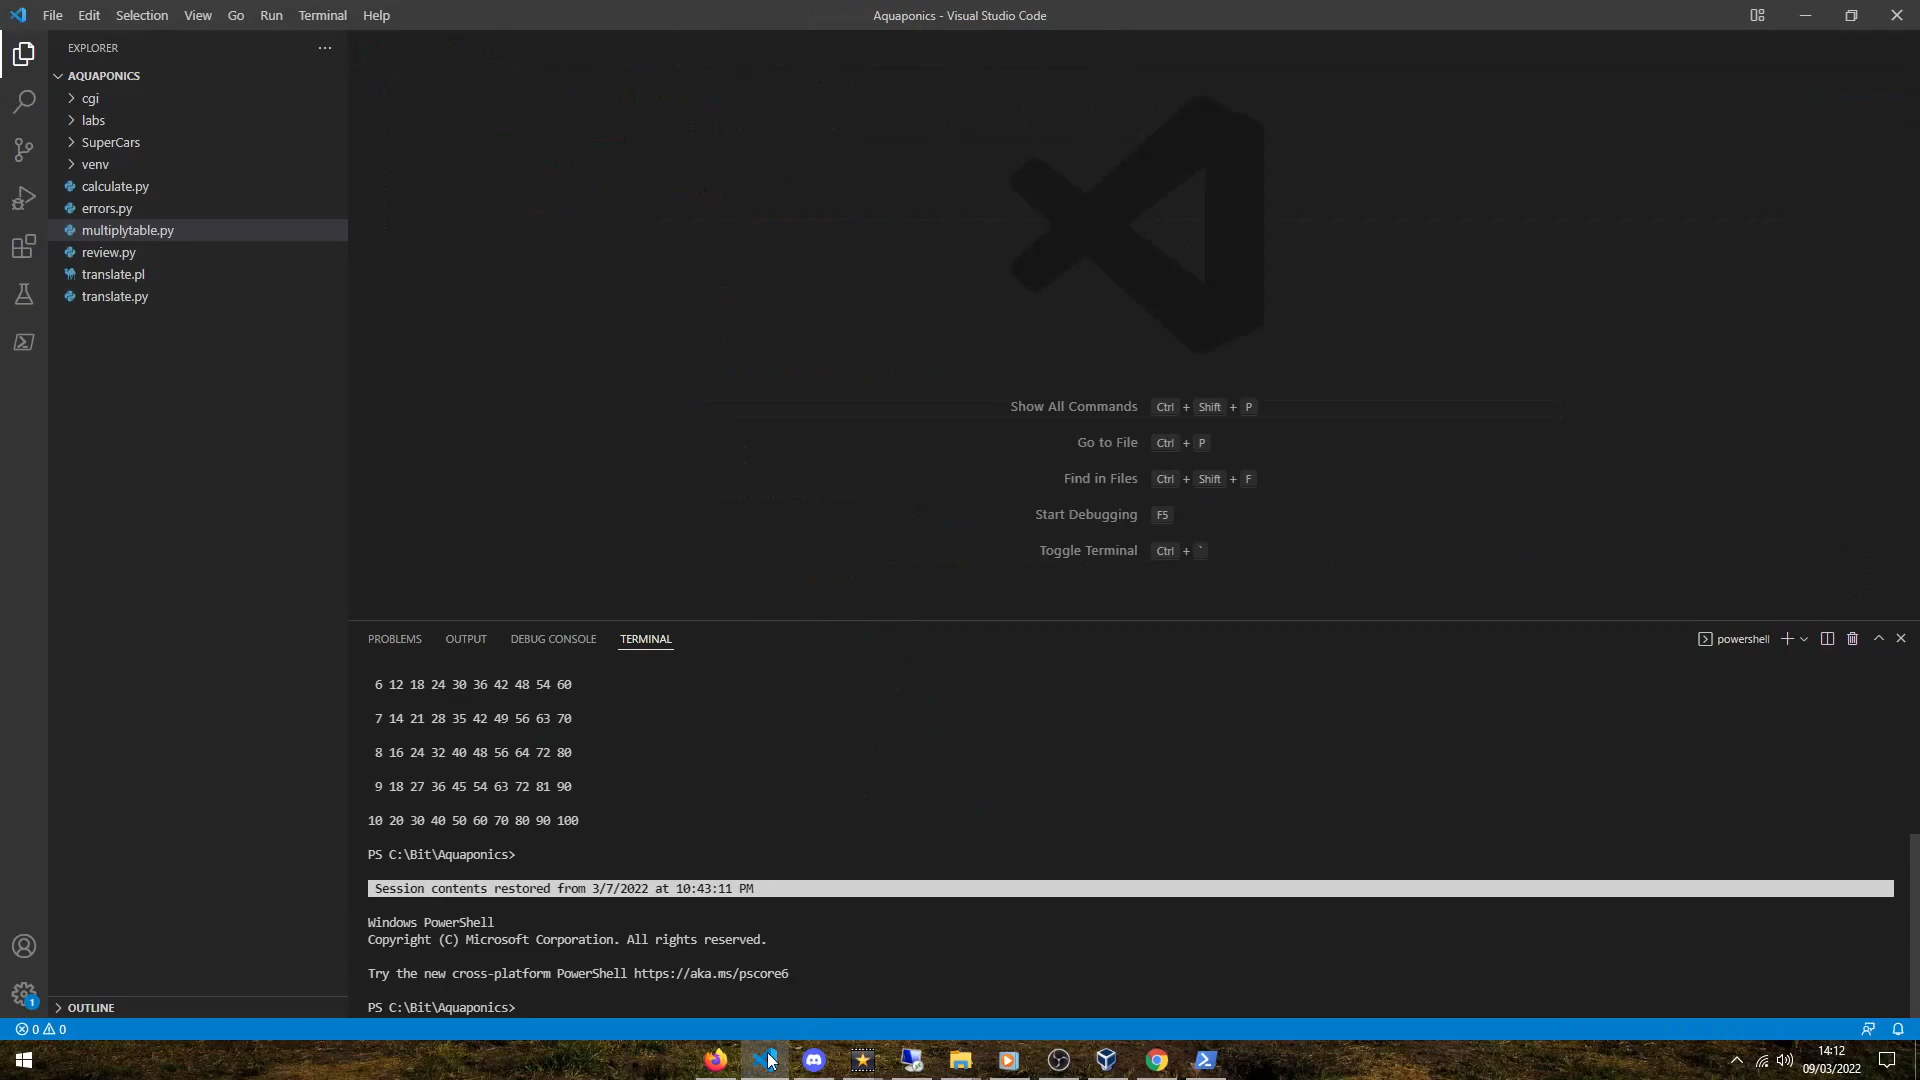 File Edit Selection View Go Run Terminal Help
Aquaponics - Visual Studio Code
EXPLORER
AQUAPONICS
cgi
labs
SuperCars
venv
calculate.py
errors.py
multiplytable.py
review.py
translate.pl
translate.py
OUTLINE
Show All Commands Ctrl + Shift + P
Go to File Ctrl + P
Find in Files Ctrl + Shift + F
Start Debugging F5
Toggle Terminal Ctrl + `
PROBLEMS OUTPUT DEBUG CONSOLE TERMINAL
powershell
6 12 18 24 30 36 42 48 54 60
7 14 21 28 35 42 49 56 63 70
8 16 24 32 40 48 56 64 72 80
9 18 27 36 45 54 63 72 81 90
10 20 30 40 50 60 70 80 90 100
PS C:\Bit\Aquaponics>
Session contents restored from 3/7/2022 at 10:43:11 PM
Windows PowerShell
Copyright (C) Microsoft Corporation. All rights reserved.
Try the new cross-platform PowerShell https://aka.ms/pscore6
PS C:\Bit\Aquaponics>
1
0 0
14:12
09/03/2022